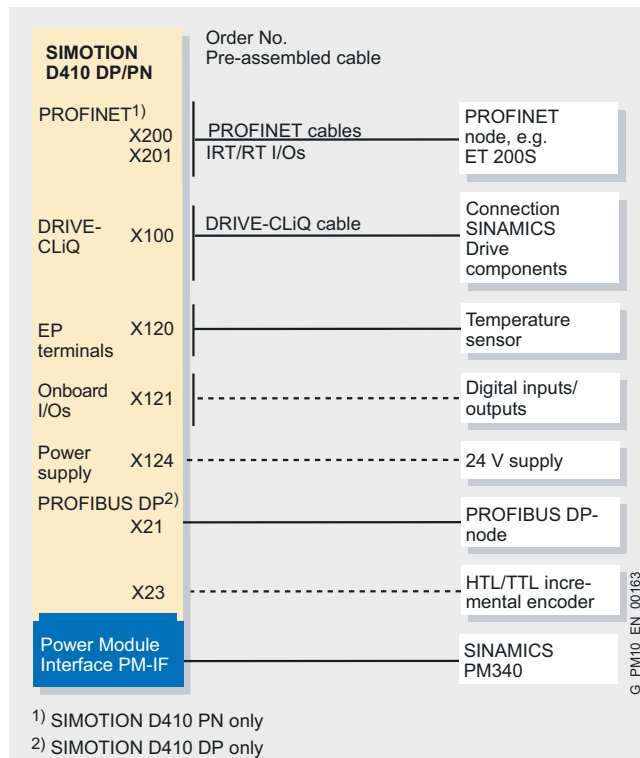 SIMOTION
D410 DP/PN
Order No.
Pre-assembled cable
PROFINET1)
X200
X201
PROFINET cables
IRT/RT I/Os
PROFINET
node, e.g.
ET 200S
DRIVE-
CLiQ
X100
DRIVE-CLiQ cable
Connection
SINAMICS
Drive
components
EP
terminals
X120
Temperature
sensor
Onboard
I/Os
X121
Digital inputs/
outputs
Power
supply
X124
24 V supply
PROFIBUS DP2)
X21
PROFIBUS DP-
node
X23
HTL/TTL incre-
mental encoder
Power Module
Interface PM-IF
SINAMICS
PM340
G_PM10_EN_00163
1) SIMOTION D410 PN only
2) SIMOTION D410 DP only